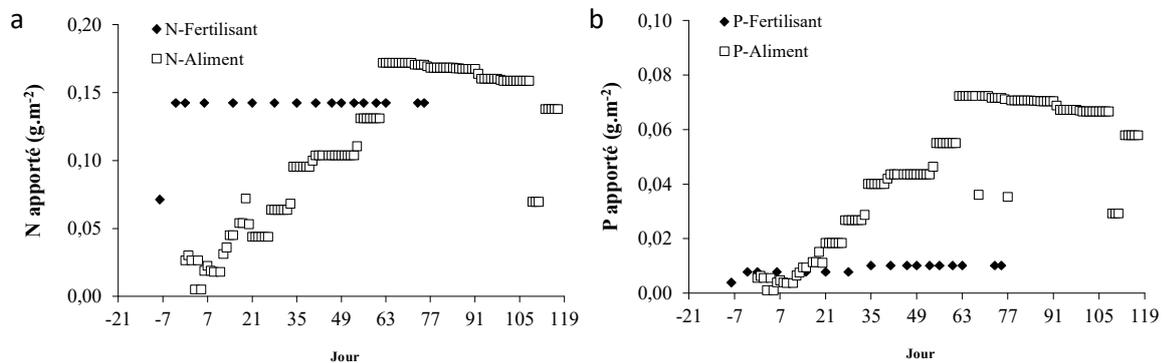 a
N-Fertilisant
N-Aliment
N apporté (g.m-2)
0,20
0,15
0,10
0,05
0,00
-21 -7 7 21 35 49 63 77 91 105 119
Jour
b
P-Fertilisant
P-Aliment
P apporté (g.m-2)
0,10
0,08
0,06
0,04
0,02
0,00
-21 -7 7 21 35 49 63 77 91 105 119
Jour